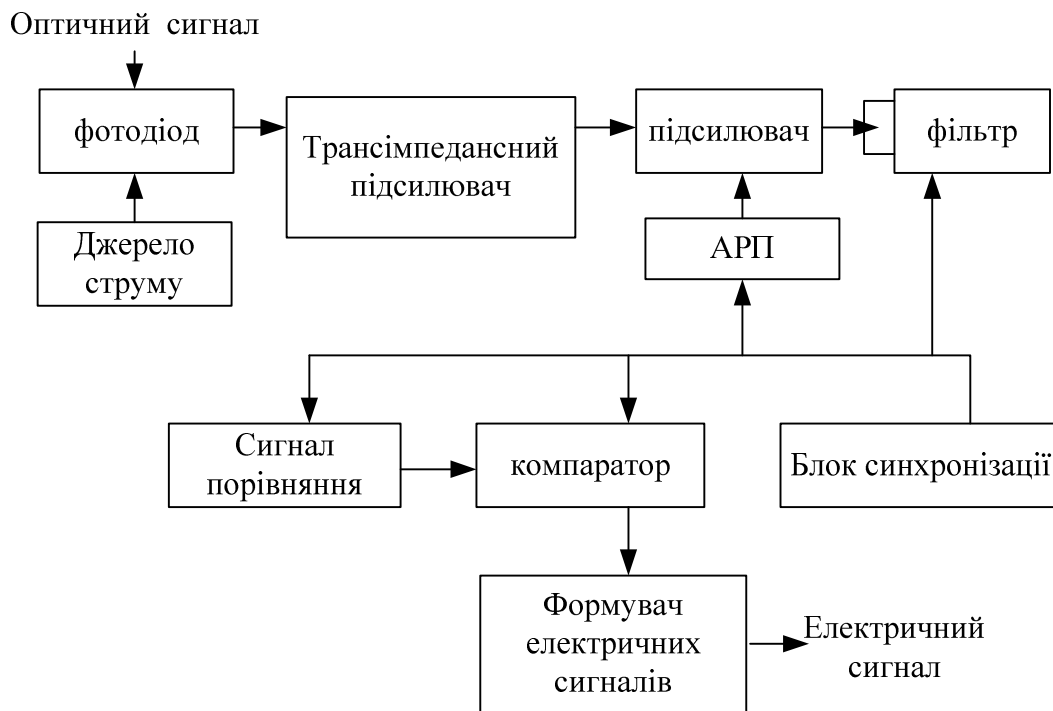 Оптичний сигнал
фотодіод
Трансімпедансний
підсилювач
підсилювач
фільтр
Джерело
струму
АРП
Сигнал
порівняння
компаратор
Блок синхронізації
Формувач
електричних
сигналів
Електричний
сигнал